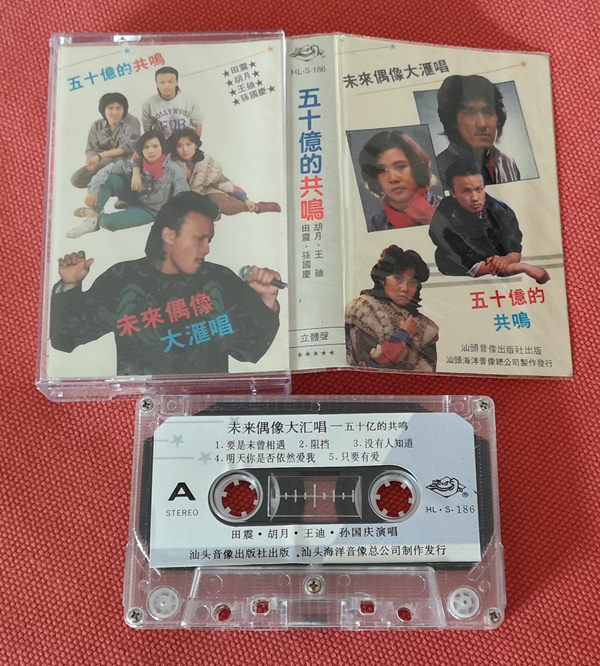 五十億的共鳴
★田震★
★胡月★
★王迪★
★孫國慶★
HOLLYWOOD
未來偶像
大滙唱
HL·S-186
五十億的共鳴
胡月·王迪
田震·孫國慶
立體聲
★★★★★
未來偶像大滙唱
五十億的
共鳴
汕頭音像出版社出版
汕頭海洋音像總公司製作發行
未来偶像大汇唱—五十亿的共鸣
1.要是未曾相遇 2.阻挡 3.没有人知道
4.明天你是否依然爱我 5.只要有爱
A
STEREO
HL·S·186
田震·胡月·王迪·孙国庆演唱
汕头音像出版社出版.汕头海洋音像总公司制作发行